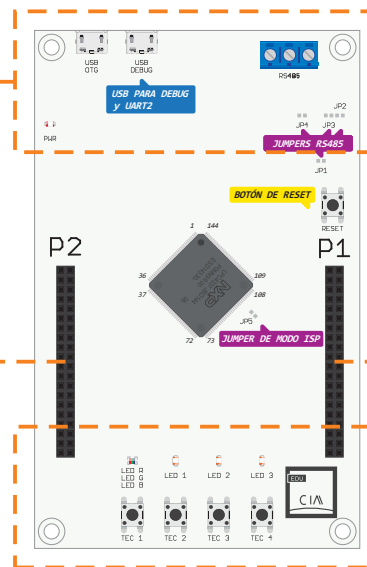 USB
OTG
USB
DEBUG
RS485
USB PARA DEBUG
y UART2
JP2
JP4
JP3
PWR
JUMPERS RS485
JP1
BOTÓN DE RESET
RESET
1
144
P2
P1
36
109
37
108
NXP
JP5
72
73
JUMPER DE MODO ISP
LED R
LED G
LED B
LED 1
LED 2
LED 3
EDU
CIAA
TEC 1
TEC 2
TEC 3
TEC 4